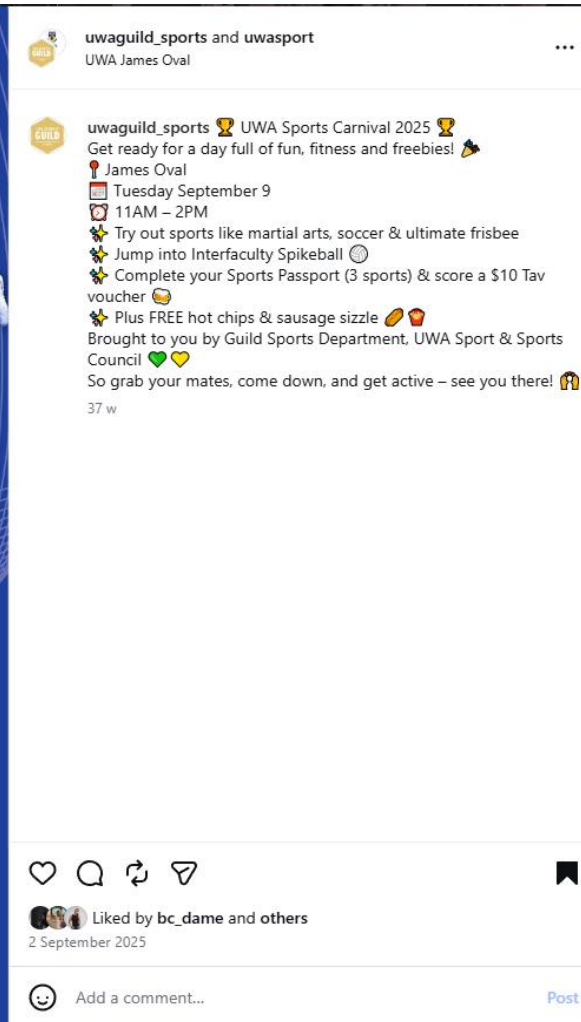 uwaguild_sports and uwasport
UWA James Oval
uwaguild_sports 🏆 UWA Sports Carnival 2025 🏆
Get ready for a day full of fun, fitness and freebies! 🎉
📍 James Oval
📅 Tuesday September 9
⏰ 11AM – 2PM
✨ Try out sports like martial arts, soccer & ultimate frisbee
✨ Jump into Interfaculty Spikeball 🏐
✨ Complete your Sports Passport (3 sports) & score a $10 Tav
voucher 🍻
✨ Plus FREE hot chips & sausage sizzle 🌭 🍟
Brought to you by Guild Sports Department, UWA Sport & Sports
Council 💚 💛
So grab your mates, come down, and get active – see you there! 🙌
37 w
Liked by bc_dame and others
2 September 2025
Add a comment...
Post